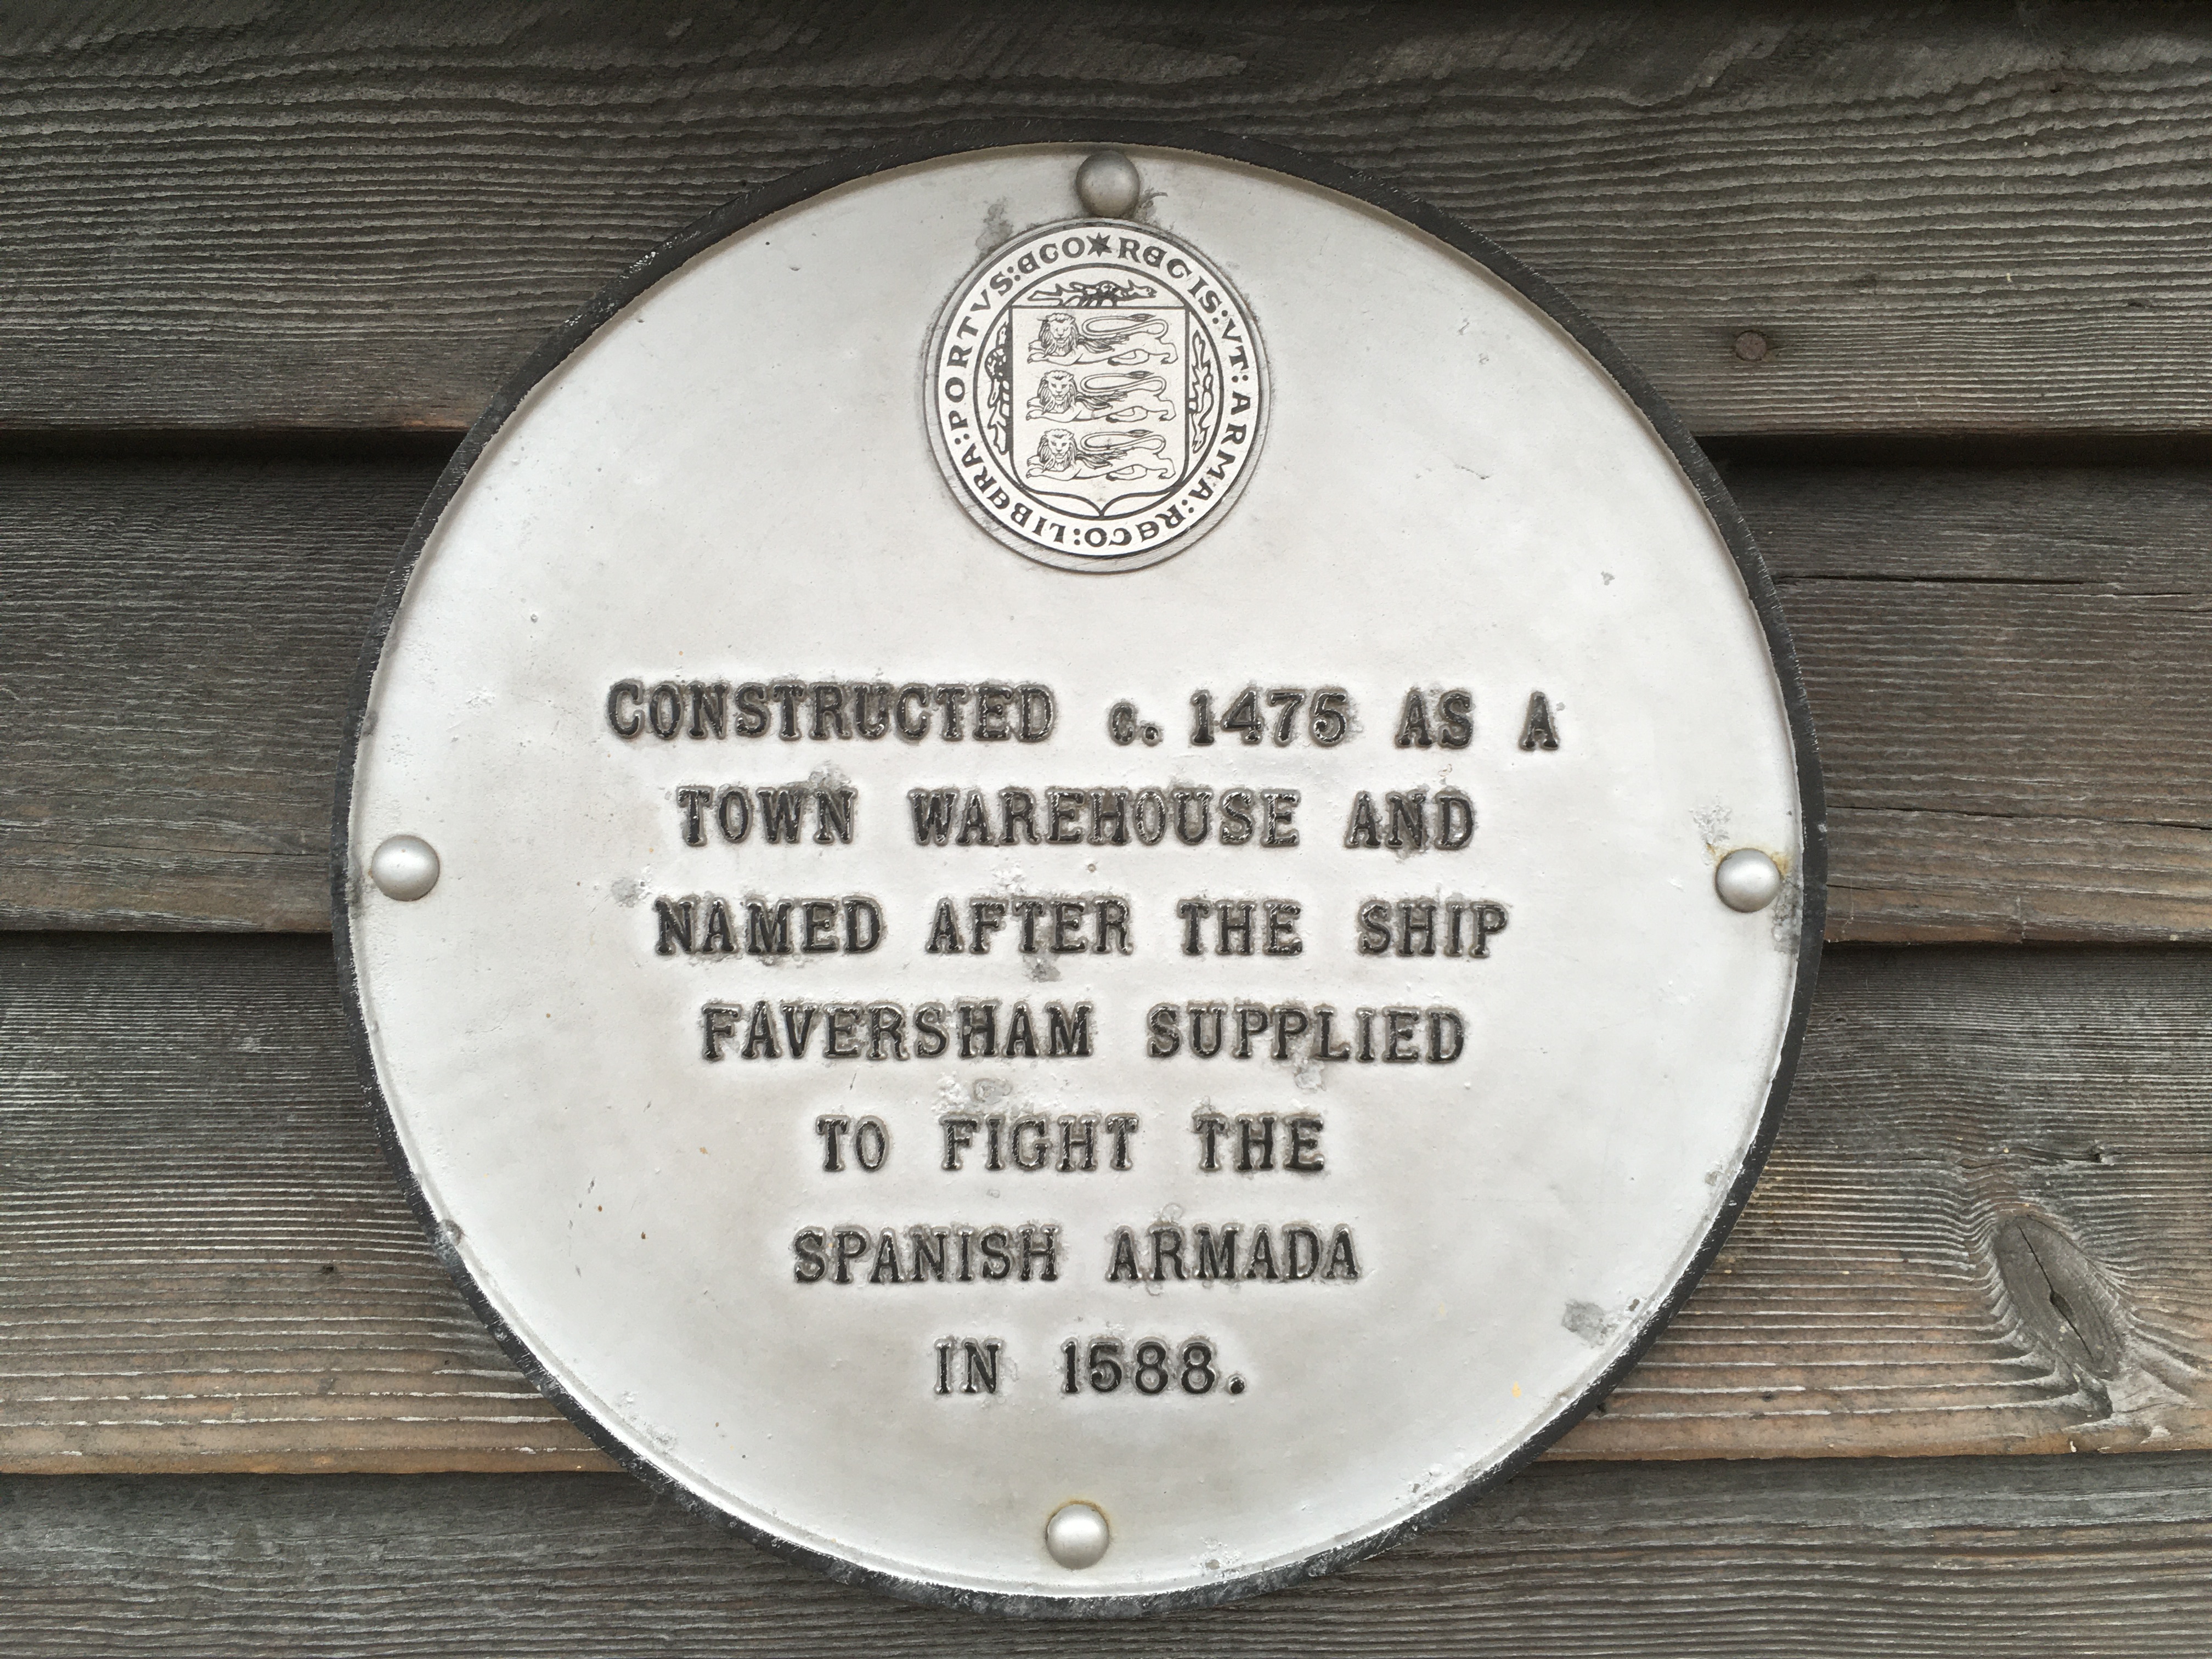 REGIS:VT:ARMA:REGO:LIBERA:PORTVS:EGO
CONSTRUCTED c. 1475 AS A
TOWN WAREHOUSE AND
NAMED AFTER THE SHIP
FAVERSHAM SUPPLIED
TO FIGHT THE
SPANISH ARMADA
IN 1588.